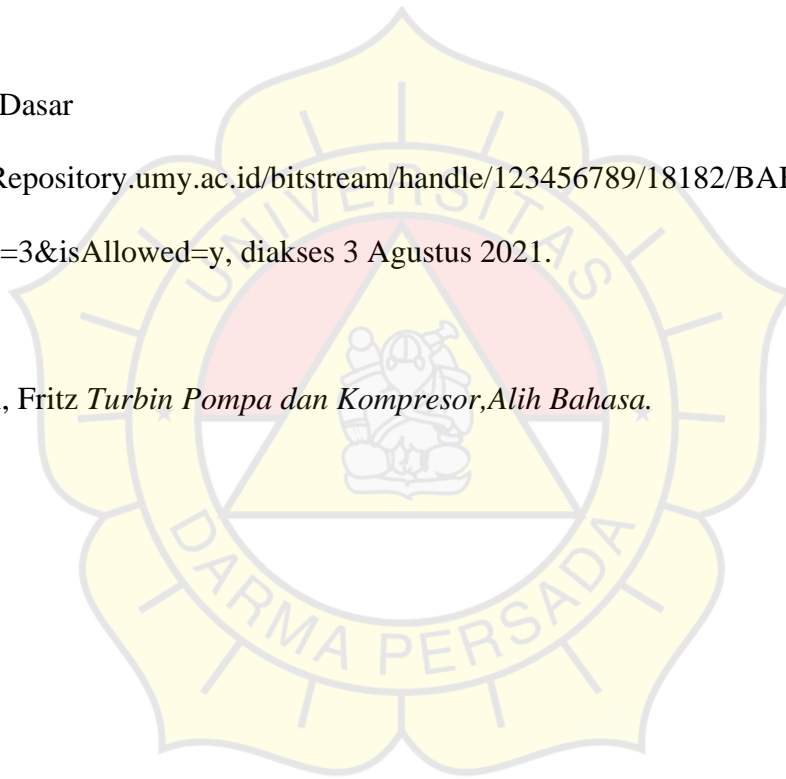 Dasar
Repository.umy.ac.id/bitstream/handle/123456789/18182/BAB
=3&isAllowed=y, diakses 3 Agustus 2021.
, Fritz Turbin Pompa dan Kompresor,Alih Bahasa.
UNIVERSITAS
DARMA PERSADA